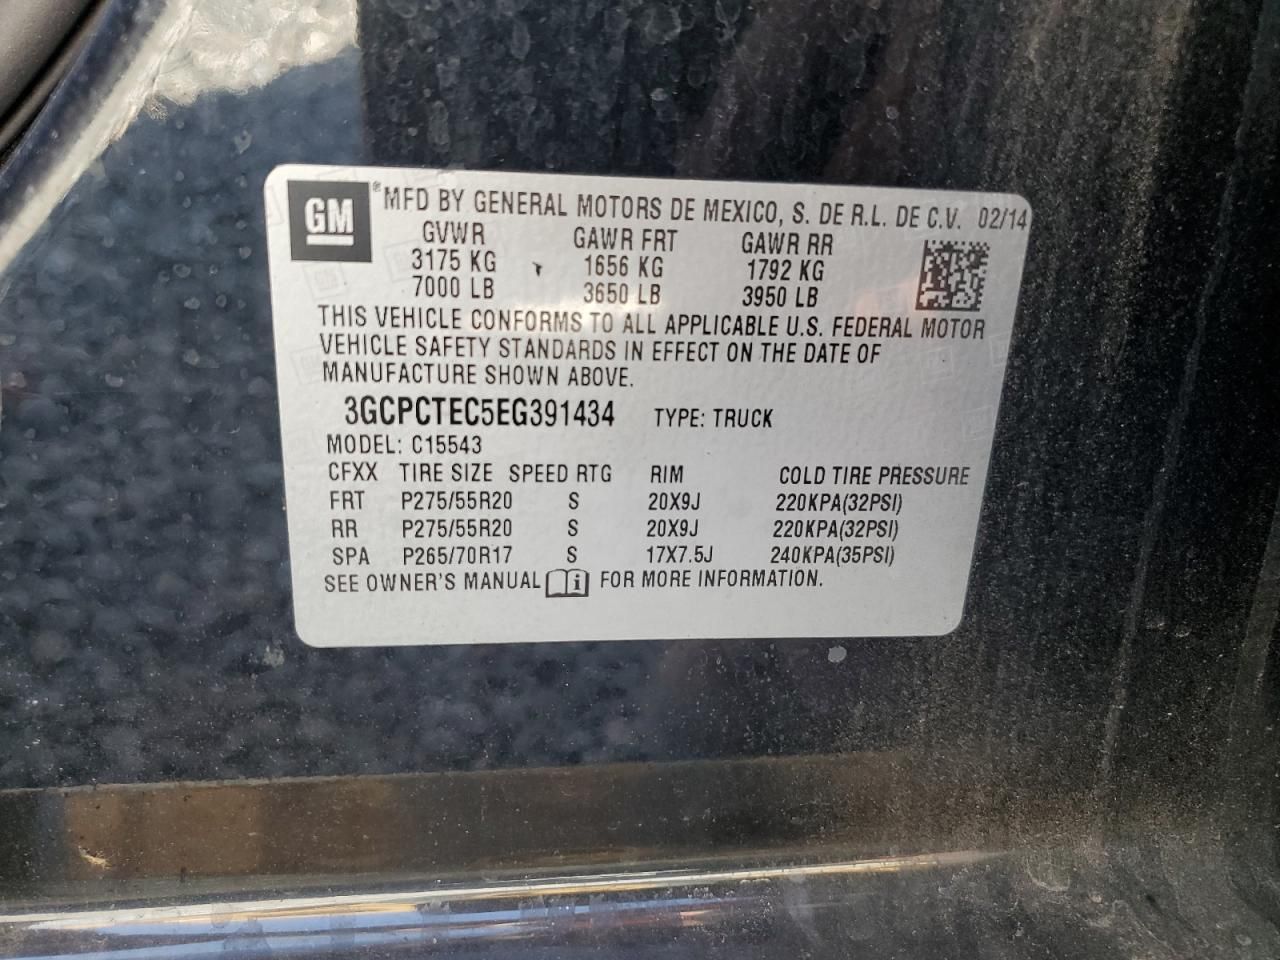 GM ® MFD BY GENERAL MOTORS DE MEXICO, S. DE R.L. DE C.V. 02/14
GVWR GAWR FRT GAWR RR
3175 KG 1656 KG 1792 KG
7000 LB 3650 LB 3950 LB
THIS VEHICLE CONFORMS TO ALL APPLICABLE U.S. FEDERAL MOTOR
VEHICLE SAFETY STANDARDS IN EFFECT ON THE DATE OF
MANUFACTURE SHOWN ABOVE.
3GCPCTEC5EG391434 TYPE: TRUCK
MODEL: C15543
CFXX TIRE SIZE SPEED RTG RIM COLD TIRE PRESSURE
FRT P275/55R20 S 20X9J 220KPA(32PSI)
RR P275/55R20 S 20X9J 220KPA(32PSI)
SPA P265/70R17 S 17X7.5J 240KPA(35PSI)
SEE OWNER'S MANUAL i FOR MORE INFORMATION.